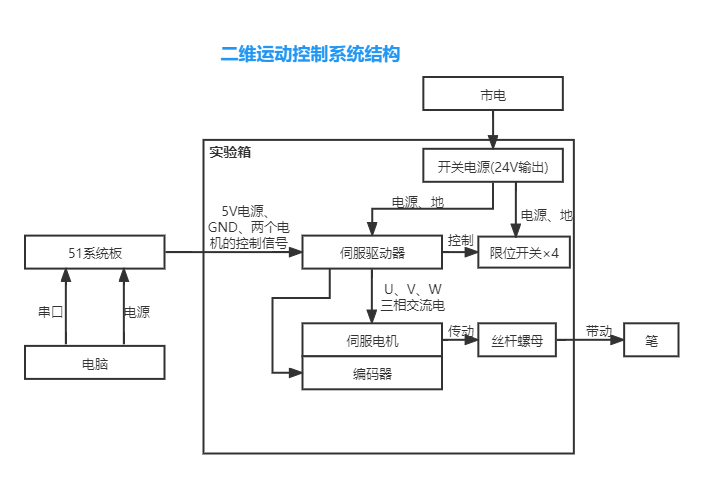 二维运动控制系统结构
市电
实验箱
开关电源(24V输出)
电源、地
电源、地
5V电源、
GND、两个电
机的控制信号
51系统板
伺服驱动器
控制
限位开关×4
U、V、W
三相交流电
串口
电源
伺服电机
传动
丝杆螺母
带动
笔
电脑
编码器